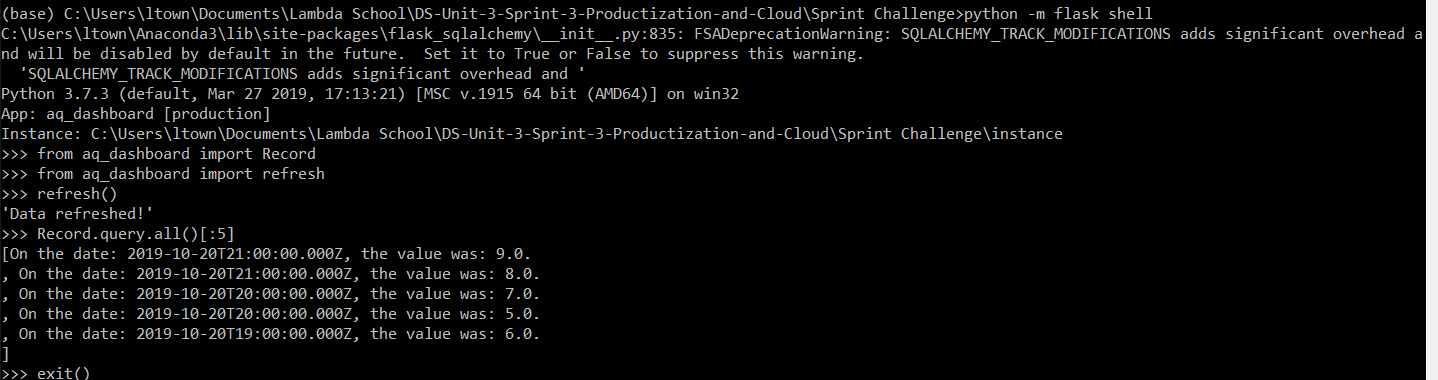 (base) C:\Users\ltown\Documents\Lambda School\DS-Unit-3-Sprint-3-Productization-and-Cloud\Sprint Challenge>python -m flask shell
C:\Users\ltown\Anaconda3\lib\site-packages\flask_sqlalchemy\__init__.py:835: FSADeprecationWarning: SQLALCHEMY_TRACK_MODIFICATIONS adds significant overhead a
nd will be disabled by default in the future.  Set it to True or False to suppress this warning.
  'SQLALCHEMY_TRACK_MODIFICATIONS adds significant overhead and '
Python 3.7.3 (default, Mar 27 2019, 17:13:21) [MSC v.1915 64 bit (AMD64)] on win32
App: aq_dashboard [production]
Instance: C:\Users\ltown\Documents\Lambda School\DS-Unit-3-Sprint-3-Productization-and-Cloud\Sprint Challenge\instance
>>> from aq_dashboard import Record
>>> from aq_dashboard import refresh
>>> refresh()
'Data refreshed!'
>>> Record.query.all()[:5]
[On the date: 2019-10-20T21:00:00.000Z, the value was: 9.0.
, On the date: 2019-10-20T21:00:00.000Z, the value was: 8.0.
, On the date: 2019-10-20T20:00:00.000Z, the value was: 7.0.
, On the date: 2019-10-20T20:00:00.000Z, the value was: 5.0.
, On the date: 2019-10-20T19:00:00.000Z, the value was: 6.0.
]
>>> exit()